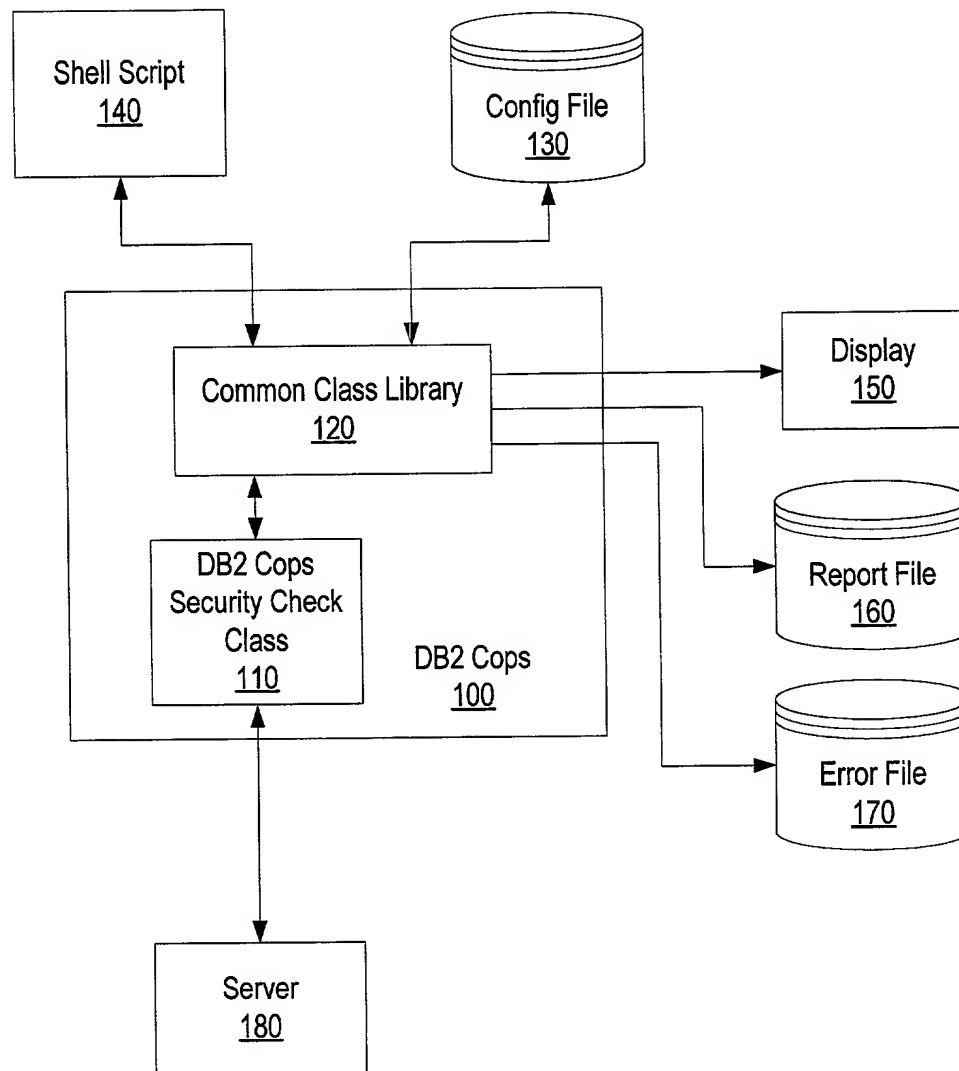 Shell Script
140
Config File
130
Common Class Library
120
Display
150
DB2 Cops
Security Check
Class
110
DB2 Cops
100
Report File
160
Error File
170
Server
180